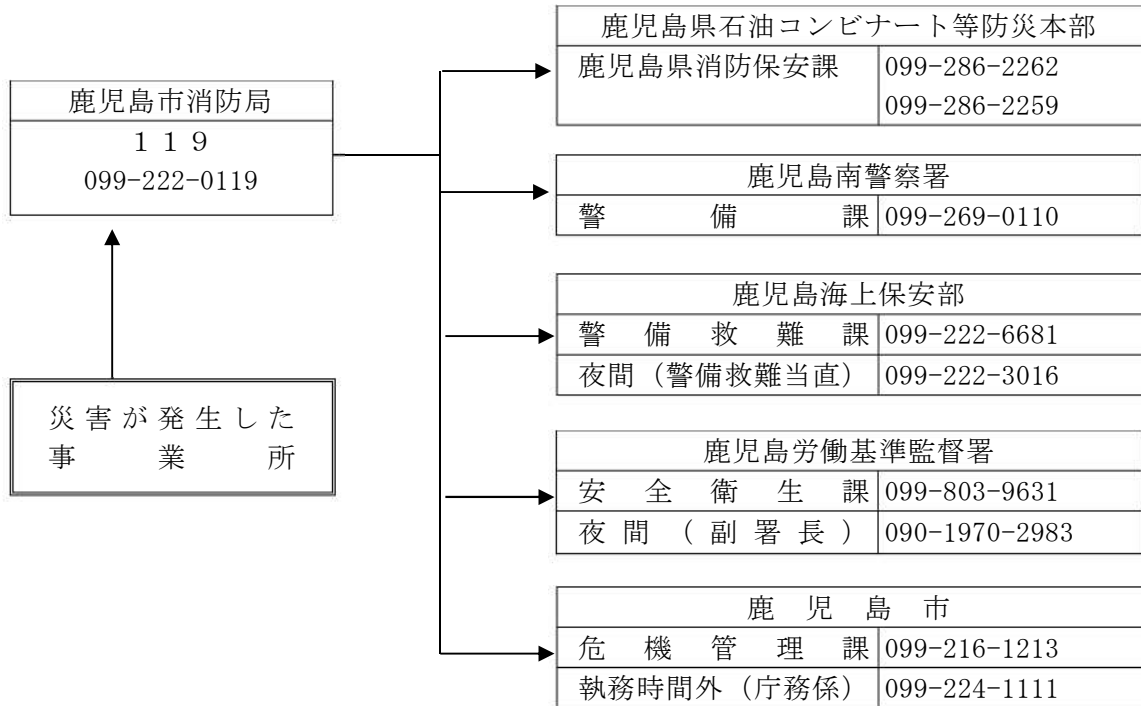 鹿児島県石油コンビナート等防災本部
鹿児島県消防保安課 099-286-2262
099-286-2259
鹿児島市消防局
119
099-222-0119
鹿児島南警察署
警備課 099-269-0110
鹿児島海上保安部
警備救難課 099-222-6681
夜間(警備救難当直) 099-222-3016
災害が発生した
事業所
鹿児島労働基準監督署
安全衛生課 099-803-9631
夜間(副署長) 090-1970-2983
鹿児島市
危機管理課 099-216-1213
執務時間外(庁務係) 099-224-1111